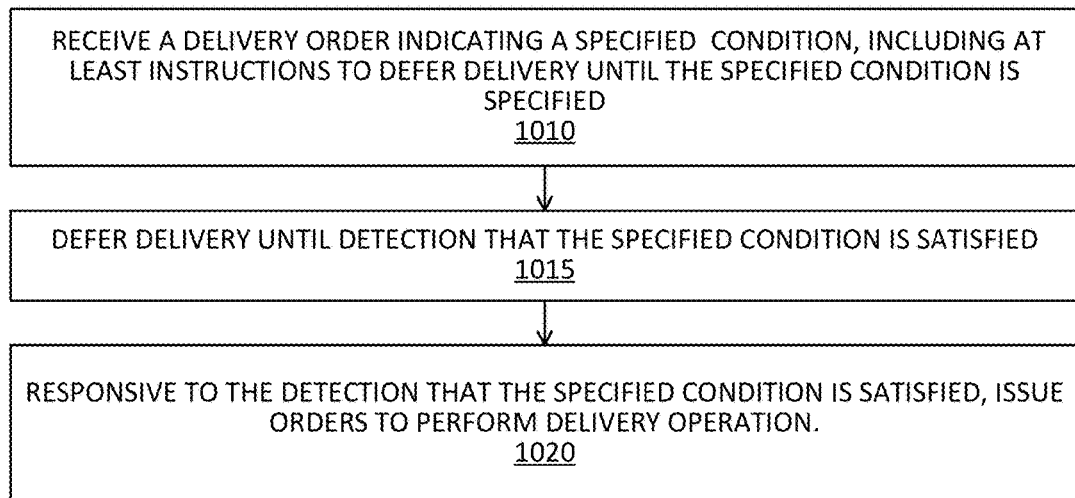 RECEIVE A DELIVERY ORDER INDICATING A SPECIFIED CONDITION, INCLUDING AT
LEAST INSTRUCTIONS TO DEFER DELIVERY UNTIL THE SPECIFIED CONDITION IS
SPECIFIED
1010
DEFER DELIVERY UNTIL DETECTION THAT THE SPECIFIED CONDITION IS SATISFIED
1015
RESPONSIVE TO THE DETECTION THAT THE SPECIFIED CONDITION IS SATISFIED, ISSUE
ORDERS TO PERFORM DELIVERY OPERATION.
1020